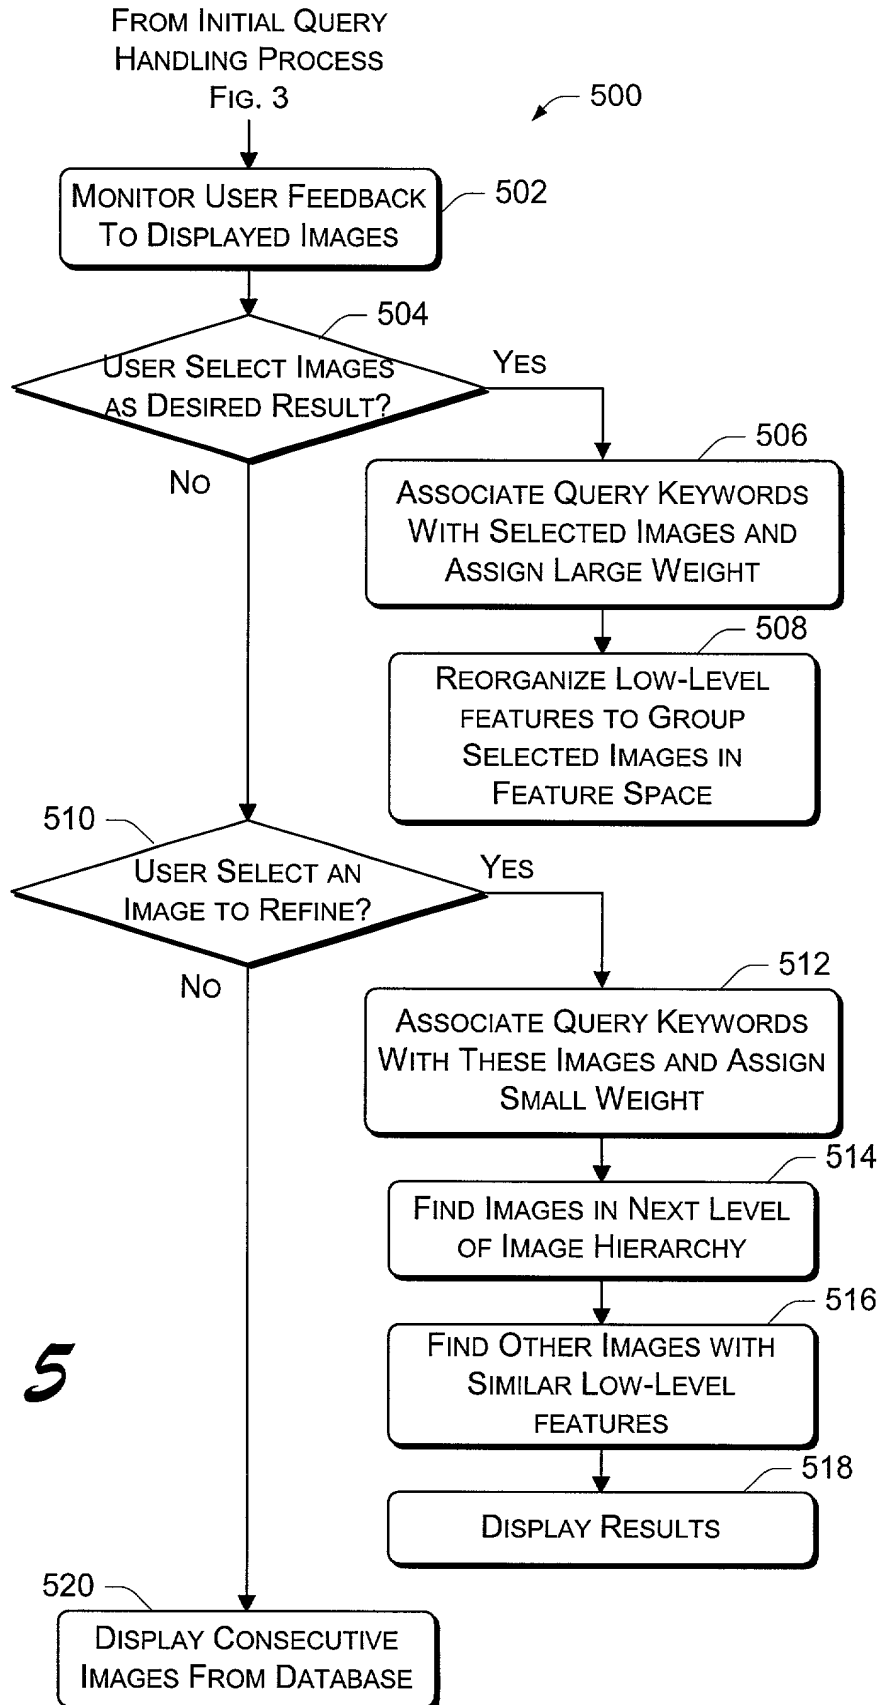 FROM INITIAL QUERY
HANDLING PROCESS
FIG. 3
500
MONITOR USER FEEDBACK
TO DISPLAYED IMAGES
502
504
USER SELECT IMAGES
AS DESIRED RESULT?
YES
NO
506
ASSOCIATE QUERY KEYWORDS
WITH SELECTED IMAGES AND
ASSIGN LARGE WEIGHT
508
REORGANIZE LOW-LEVEL
FEATURES TO GROUP
SELECTED IMAGES IN
FEATURE SPACE
510
USER SELECT AN
IMAGE TO REFINE?
YES
NO
512
ASSOCIATE QUERY KEYWORDS
WITH THESE IMAGES AND ASSIGN
SMALL WEIGHT
514
FIND IMAGES IN NEXT LEVEL
OF IMAGE HIERARCHY
516
FIND OTHER IMAGES WITH
SIMILAR LOW-LEVEL
FEATURES
5
518
DISPLAY RESULTS
520
DISPLAY CONSECUTIVE
IMAGES FROM DATABASE